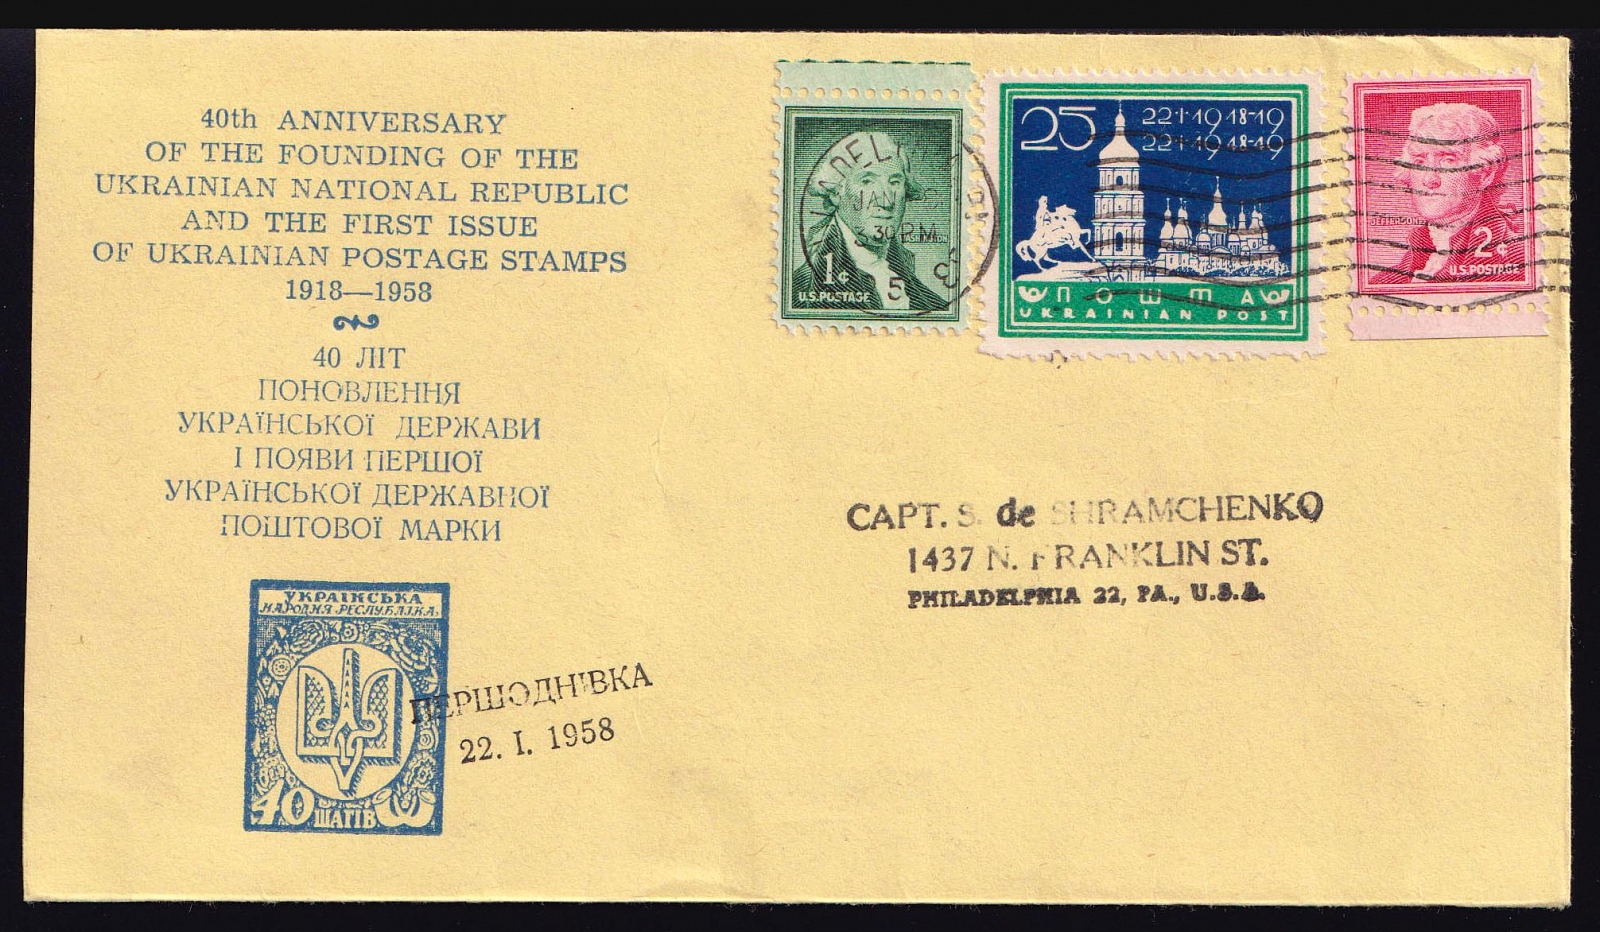 40th ANNIVERSARY
OF THE FOUNDING OF THE
UKRAINIAN NATIONAL REPUBLIC
AND THE FIRST ISSUE
OF UKRAINIAN POSTAGE STAMPS
1918—1958
40 ЛІТ
ПОНОВЛЕННЯ
УКРАЇНСЬКОЇ ДЕРЖАВИ
І ПОЯВИ ПЕРШОЇ
УКРАЇНСЬКОЇ ДЕРЖАВНОЇ
ПОШТОВОЇ МАРКИ
УКРАЇНСЬКА
НАРОДНЯ РЕСПУБЛІКА
40 ШАГІВ
ПЕРШОДНІВКА
22. I. 1958
1¢
U.S. POSTAGE
JAN
3 30 PM
25
22·I·1918-19
22·I·1919-49
ПОШТА
UKRAINIAN POST
JEFFERSON
2¢
U.S. POSTAGE
CAPT. S. de SHRAMCHENKO
1437 N. FRANKLIN ST.
PHILADELPHIA 22, PA., U.S.A.